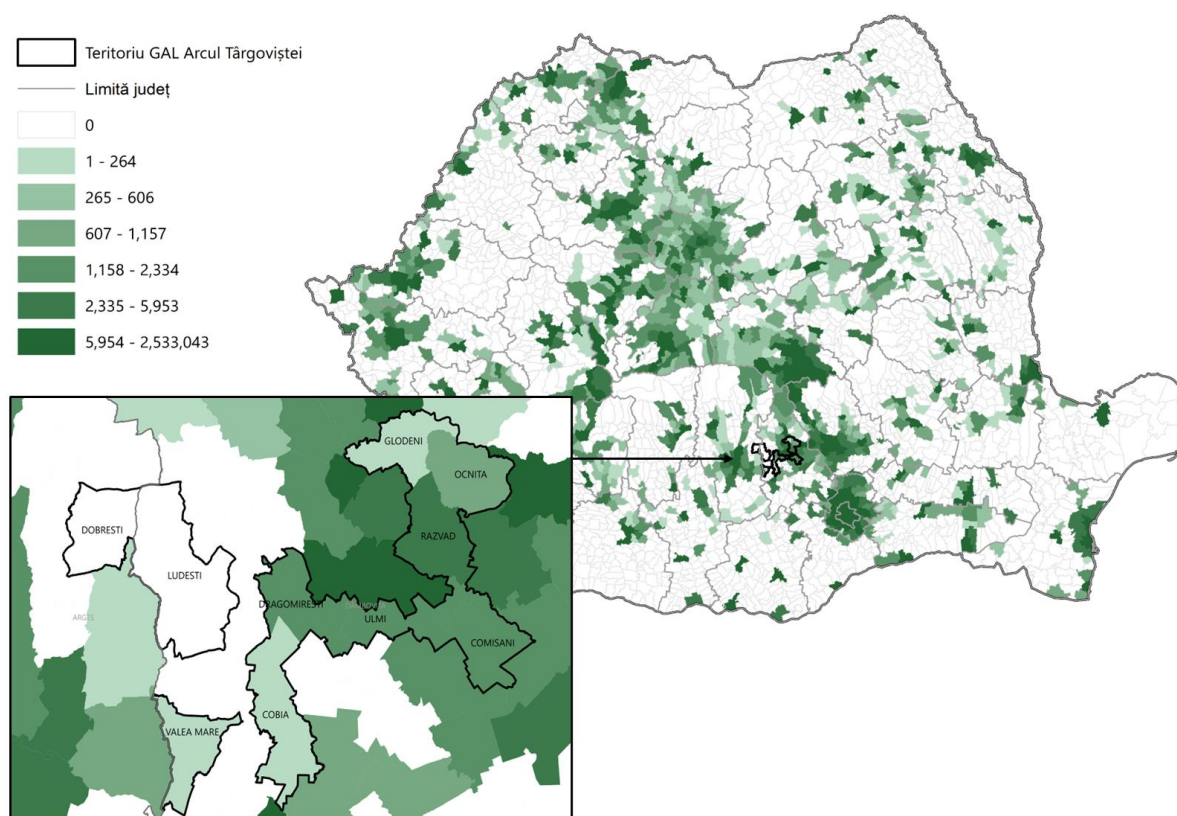 Teritoriu GAL Arcul Târgoviștei
Limită județ
0
1 - 264
265 - 606
607 - 1,157
1,158 - 2,334
2,335 - 5,953
5,954 - 2,533,043
GLODENI
OCNITA
DOBRESTI
RAZVAD
LUDESTI
DRAGOMIRESTI
ARGES
ULMI
COMISANI
COBIA
VALEA MARE